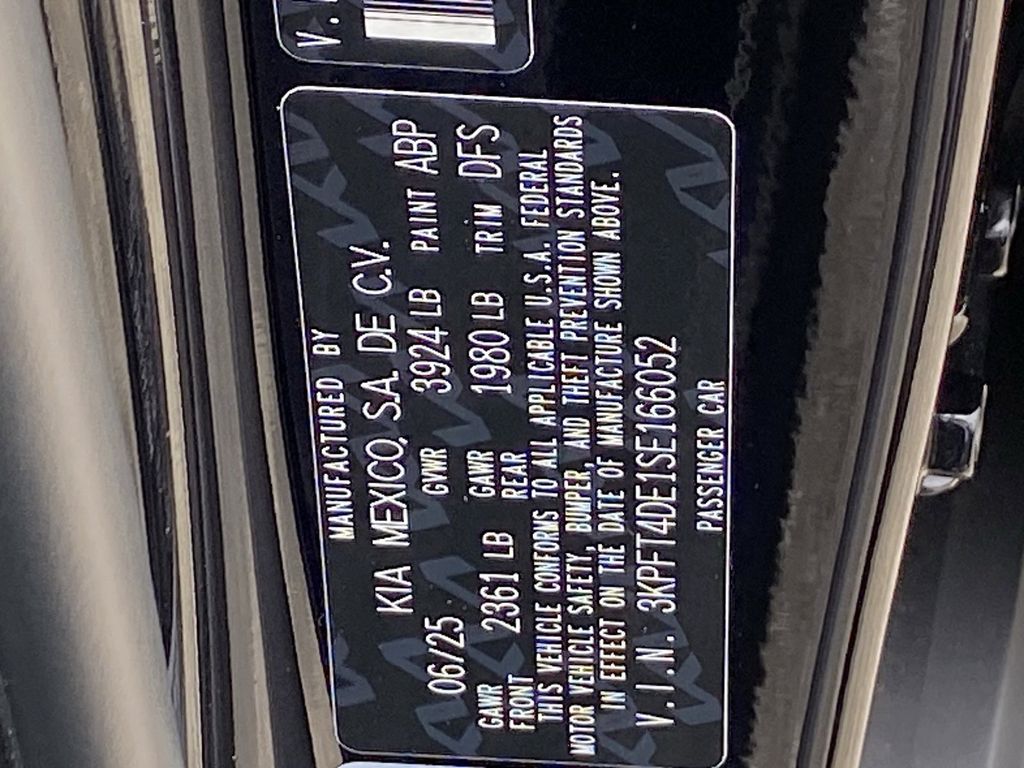 MANUFACTURED BY
KIA MEXICO, S.A. DE C.V.
06/25 GVWR 3924 LB PAINT ABP
GAWR FRONT 2361 LB GAWR REAR 1980 LB TRIM DFS
THIS VEHICLE CONFORMS TO ALL APPLICABLE U.S.A. FEDERAL
MOTOR VEHICLE SAFETY, BUMPER, AND THEFT PREVENTION STANDARDS
IN EFFECT ON THE DATE OF MANUFACTURE SHOWN ABOVE.
V.I.N. 3KPFT4DE1SE166052
PASSENGER CAR